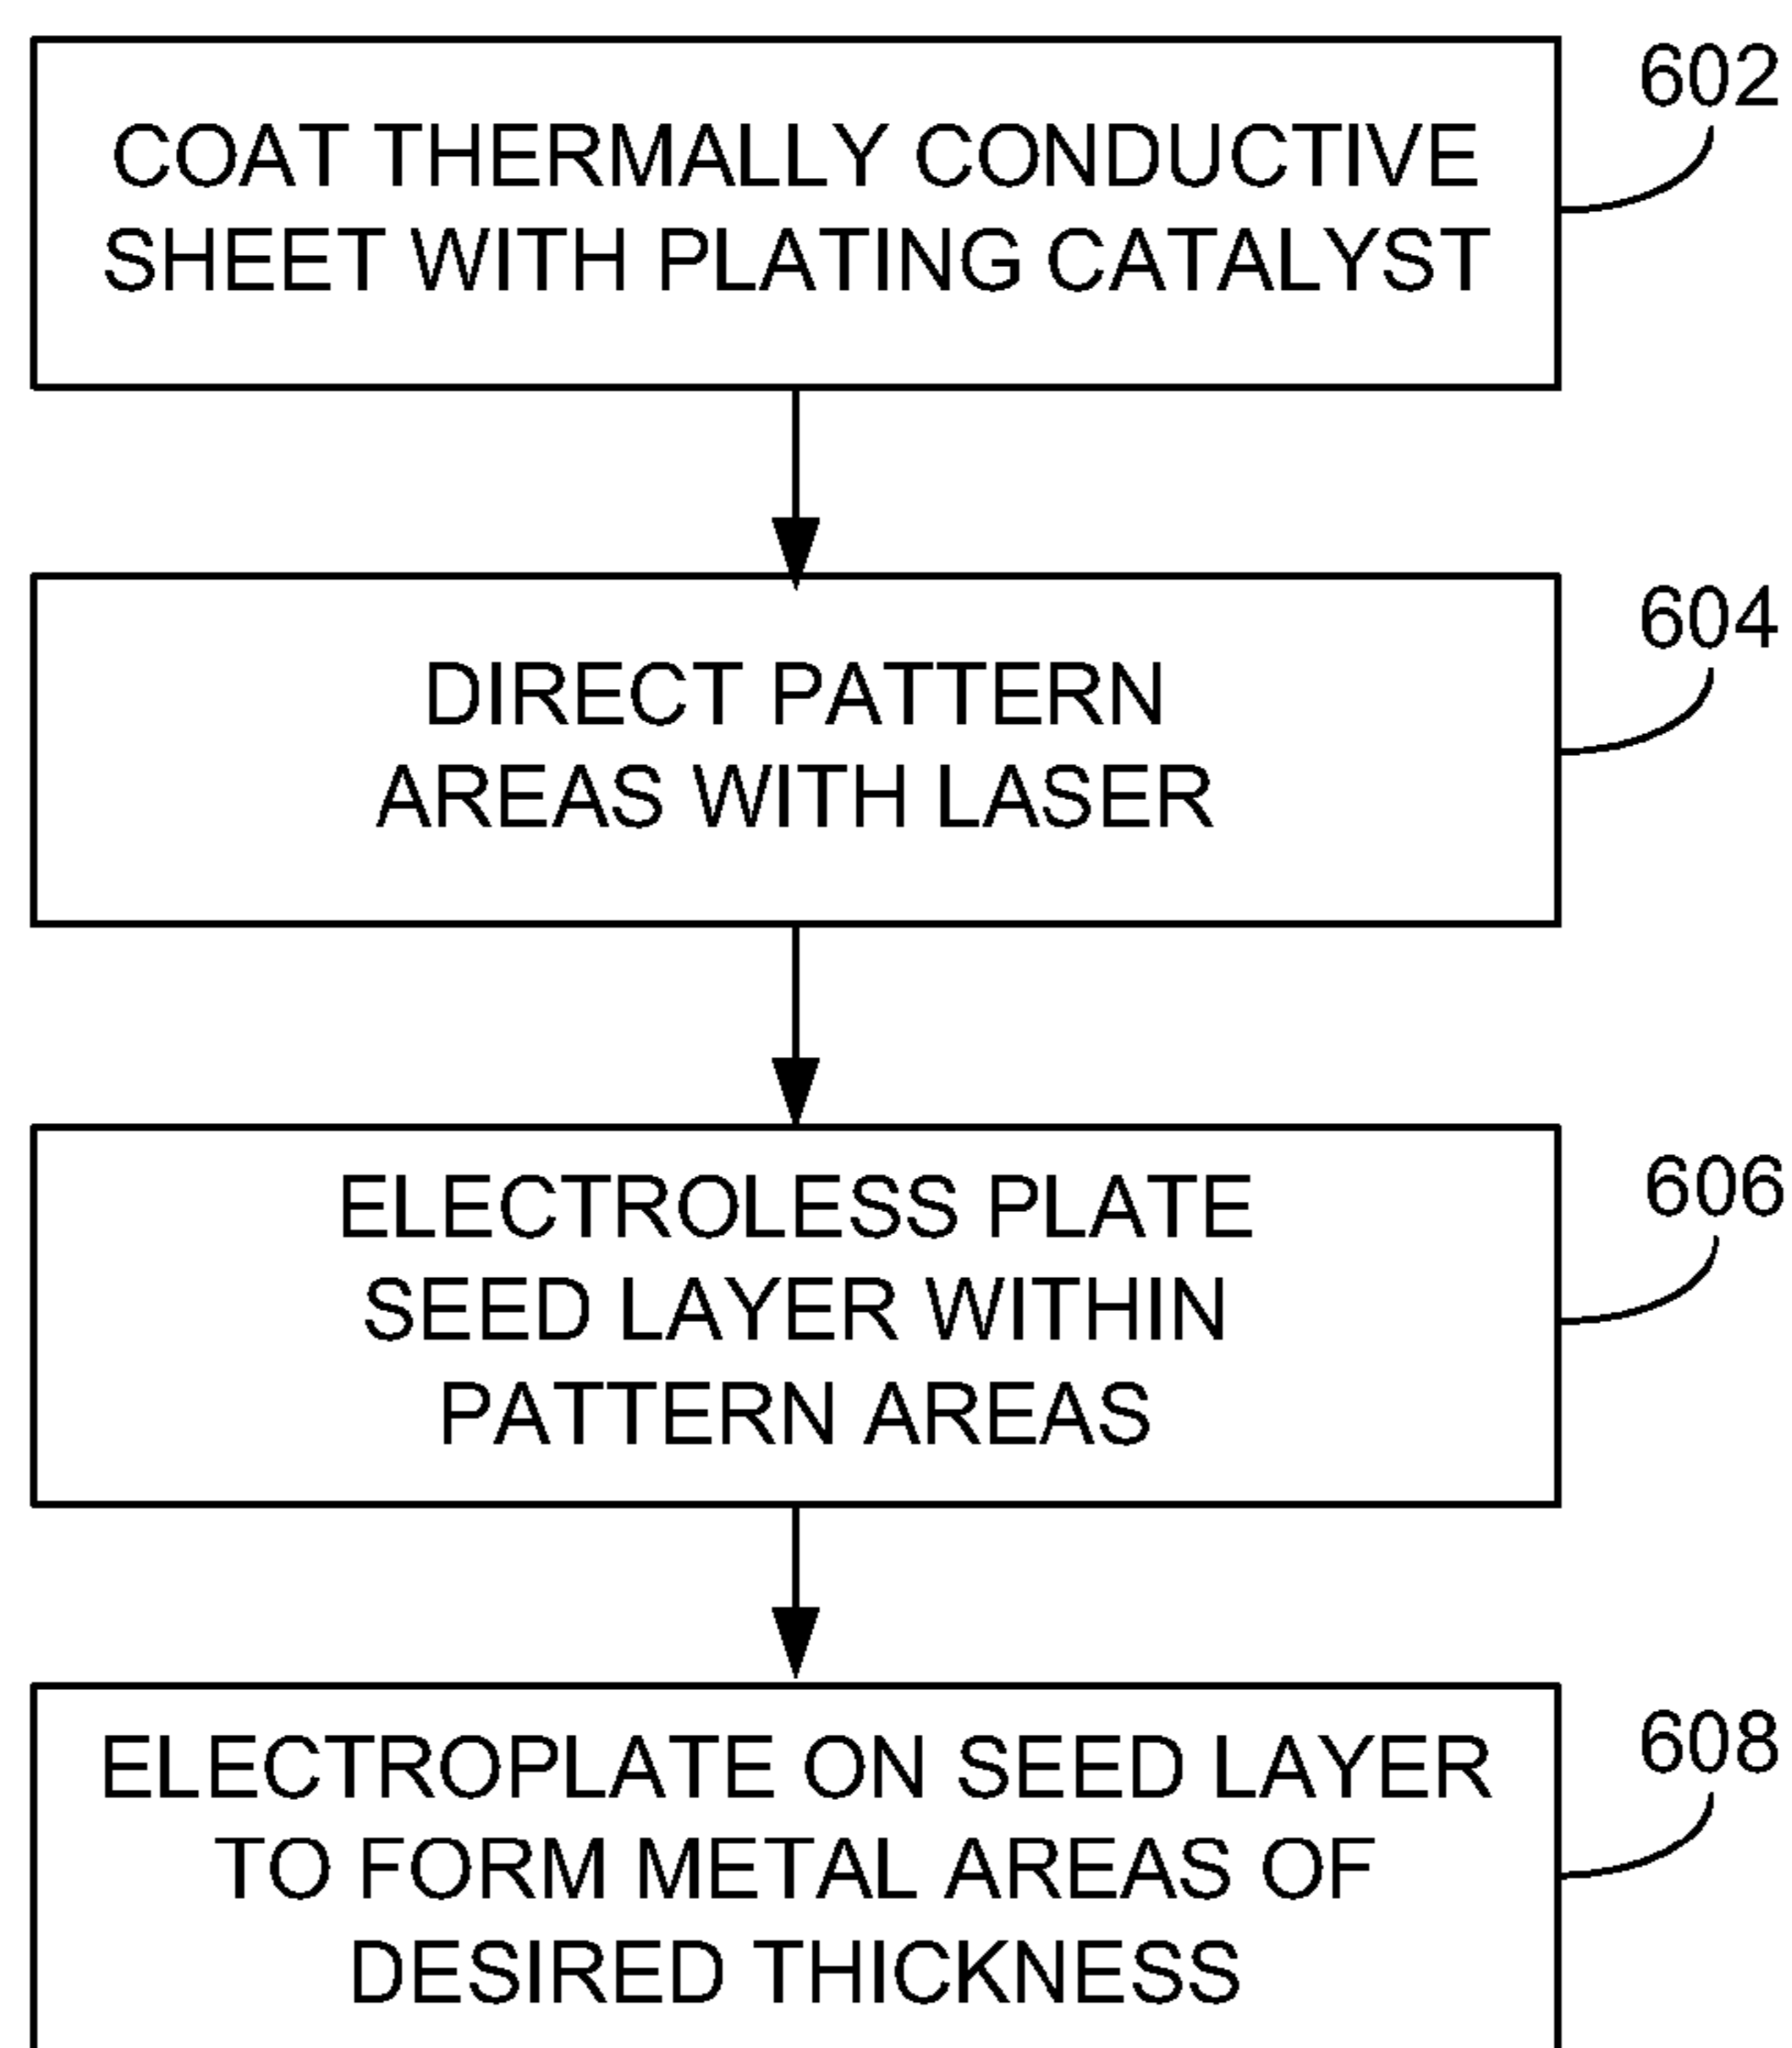 602
COAT THERMALLY CONDUCTIVE
SHEET WITH PLATING CATALYST
604
DIRECT PATTERN
AREAS WITH LASER
606
ELECTROLESS PLATE
SEED LAYER WITHIN
PATTERN AREAS
608
ELECTROPLATE ON SEED LAYER
TO FORM METAL AREAS OF
DESIRED THICKNESS